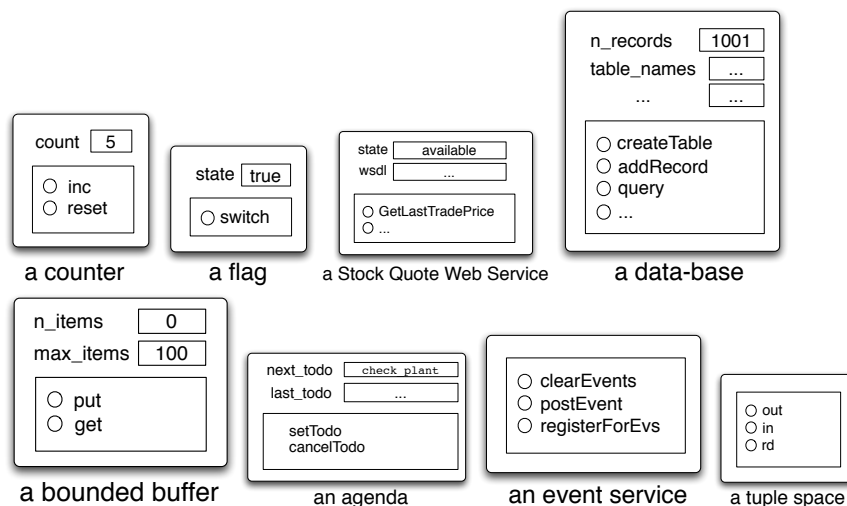 count 5
inc
reset
a counter
state true
switch
a flag
state available
wsdl ...
GetLastTradePrice
...
a Stock Quote Web Service
n_records 1001
table_names ...
... ...
createTable
addRecord
query
...
a data-base
n_items 0
max_items 100
put
get
a bounded buffer
next_todo check_plant
last_todo ...
setTodo
cancelTodo
an agenda
clearEvents
postEvent
registerForEvs
an event service
out
in
rd
a tuple space